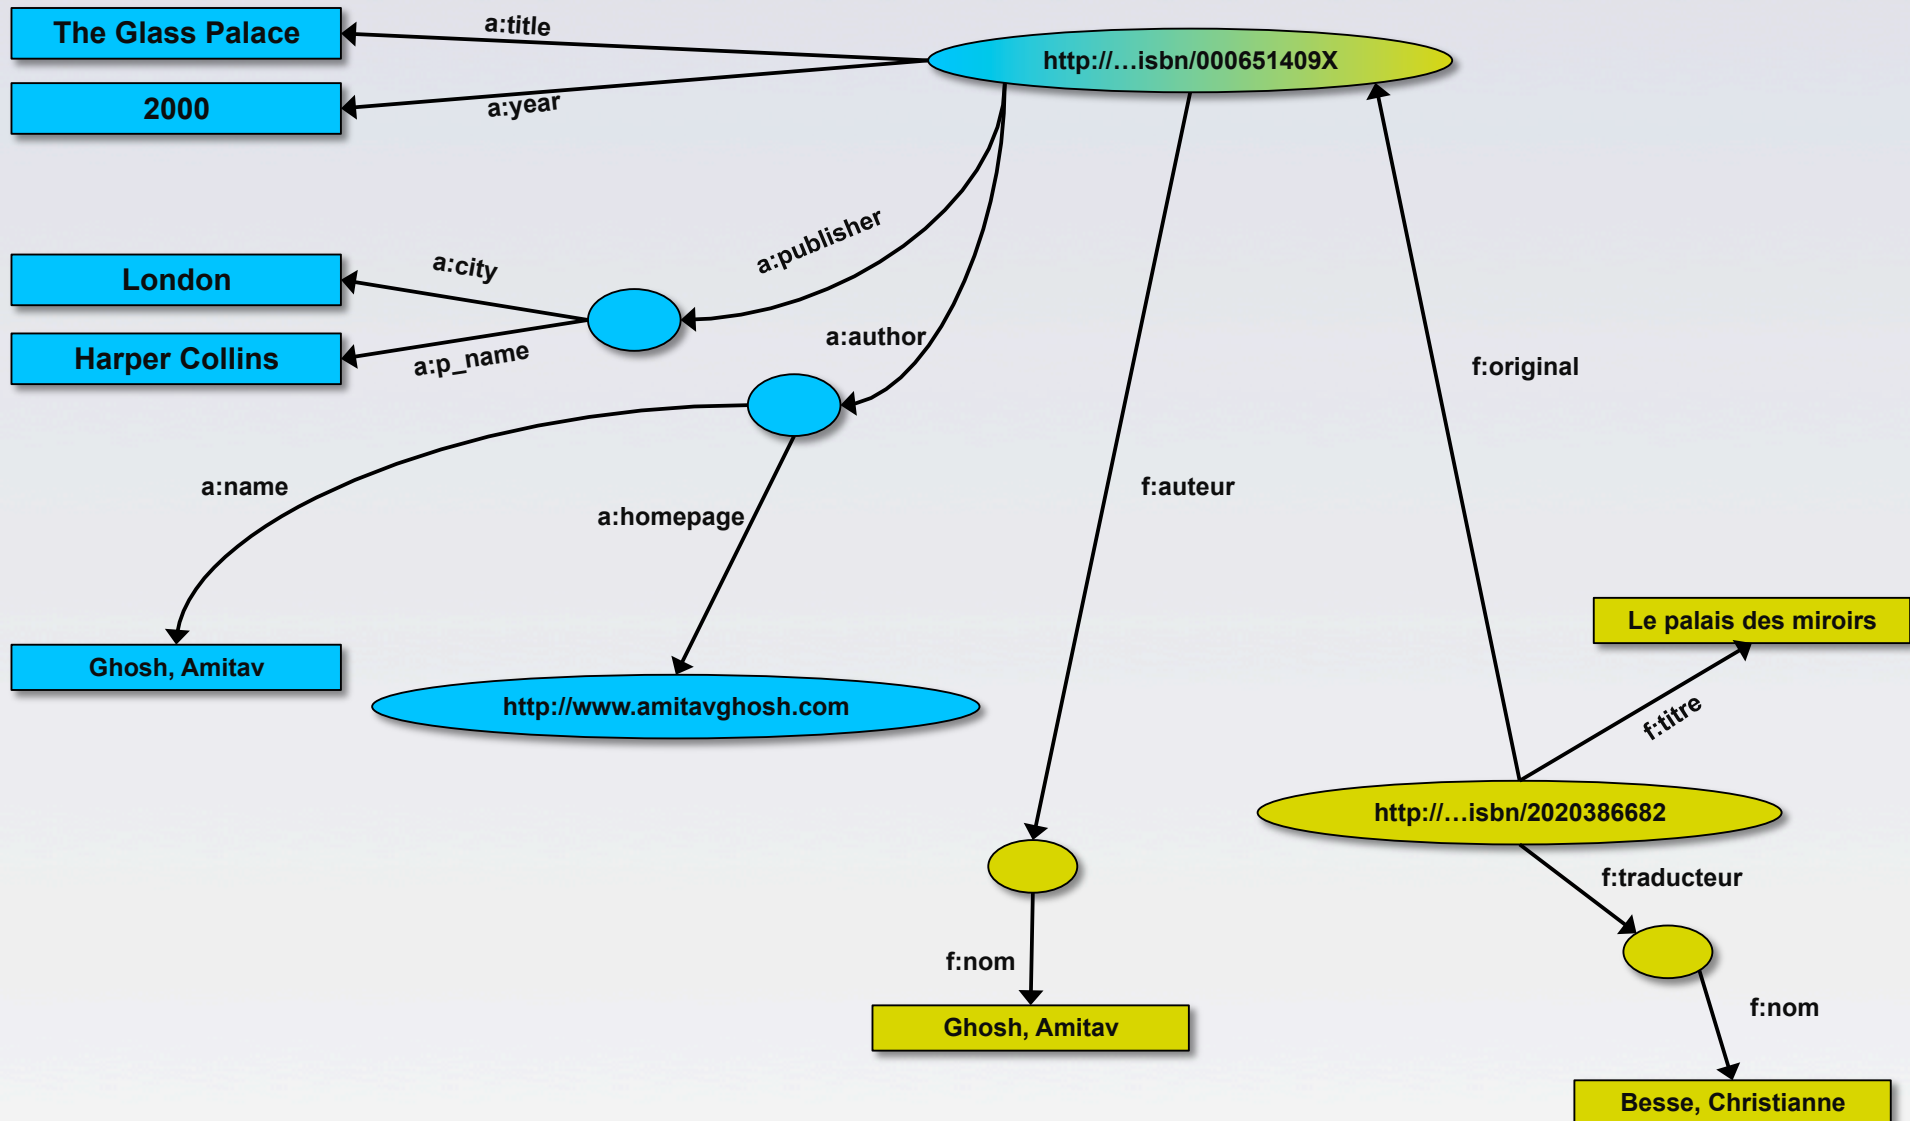 The Glass Palace
a:title
http://…isbn/000651409X
2000
a:year
a:publisher
London
a:city
Harper Collins
a:p_name
a:author
f:original
a:name
a:homepage
f:auteur
Le palais des miroirs
Ghosh, Amitav
http://www.amitavghosh.com
f:titre
http://…isbn/2020386682
f:traducteur
f:nom
Ghosh, Amitav
f:nom
Besse, Christianne